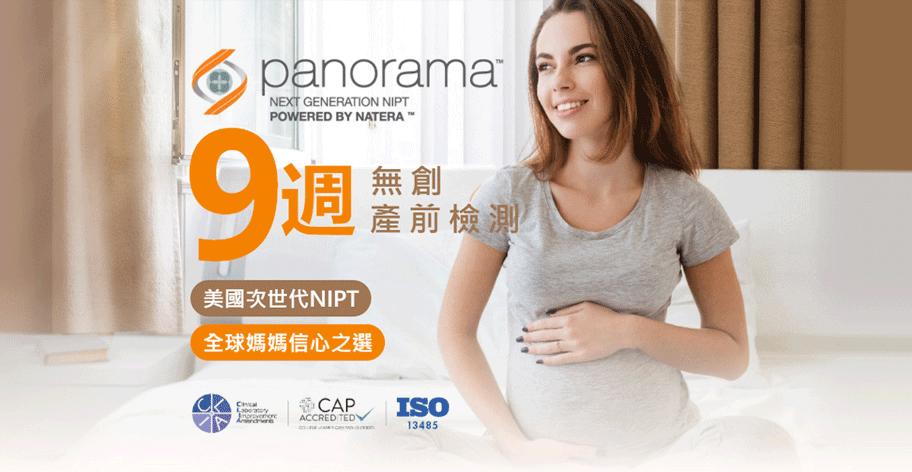 panorama™
NEXT GENERATION NIPT
POWERED BY NATERA™
9週
無創
產前檢測
美國次世代NIPT
全球媽媽信心之選
Clinical
Laboratory
Improvement
Amendments
CAP
ACCREDITED
COLLEGE of AMERICAN PATHOLOGISTS
ISO
13485